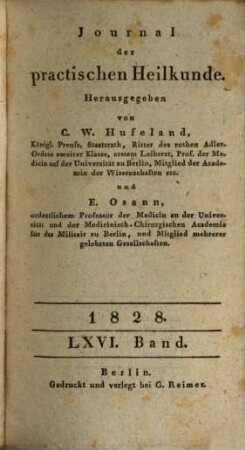 Journal
der
practischen Heilkunde.
Herausgegeben
von
C. W. Hufeland,
Königl. Preuß. Staatsrath, Ritter des rothen Adler-
Ordens zweiter Klasse, erstem Leibarzt, Prof. der Me-
dicin auf der Universität zu Berlin, Mitglied der Acade-
mie der Wissenschaften etc.
und
E. Osann,
ordentlichem Professor der Medicin an der Univer-
sität und der Medicinisch-Chirurgischen Academie
für das Militair zu Berlin, und Mitglied mehrerer
gelehrten Gesellschaften.
1828.
LXVI. Band.
Berlin.
Gedruckt und verlegt bei G. Reimer.